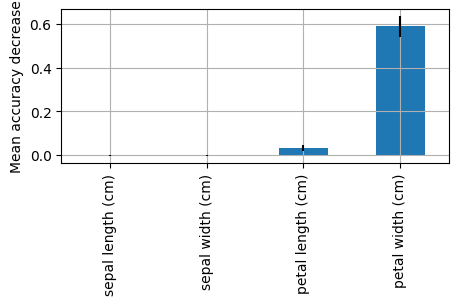 Mean accuracy decrease
0.6
0.4
0.2
0.0
sepal length (cm)
sepal width (cm)
petal length (cm)
petal width (cm)